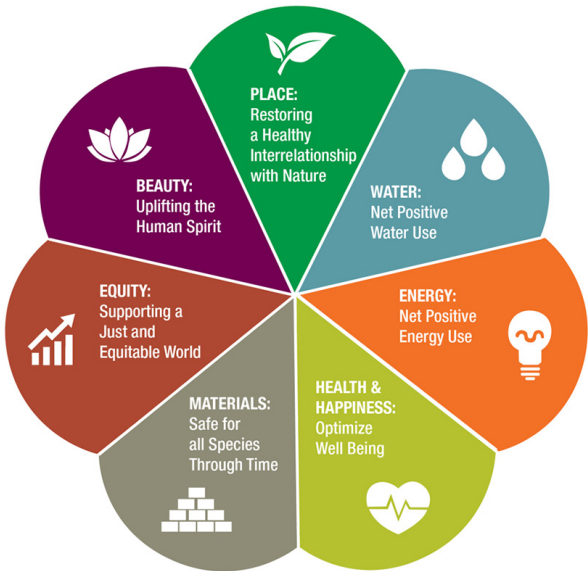 PLACE:
Restoring
a Healthy
Interrelationship
with Nature
WATER:
Net Positive
Water Use
ENERGY:
Net Positive
Energy Use
HEALTH &
HAPPINESS:
Optimize
Well Being
MATERIALS:
Safe for
all Species
Through Time
EQUITY:
Supporting a
Just and
Equitable World
BEAUTY:
Uplifting the
Human Spirit